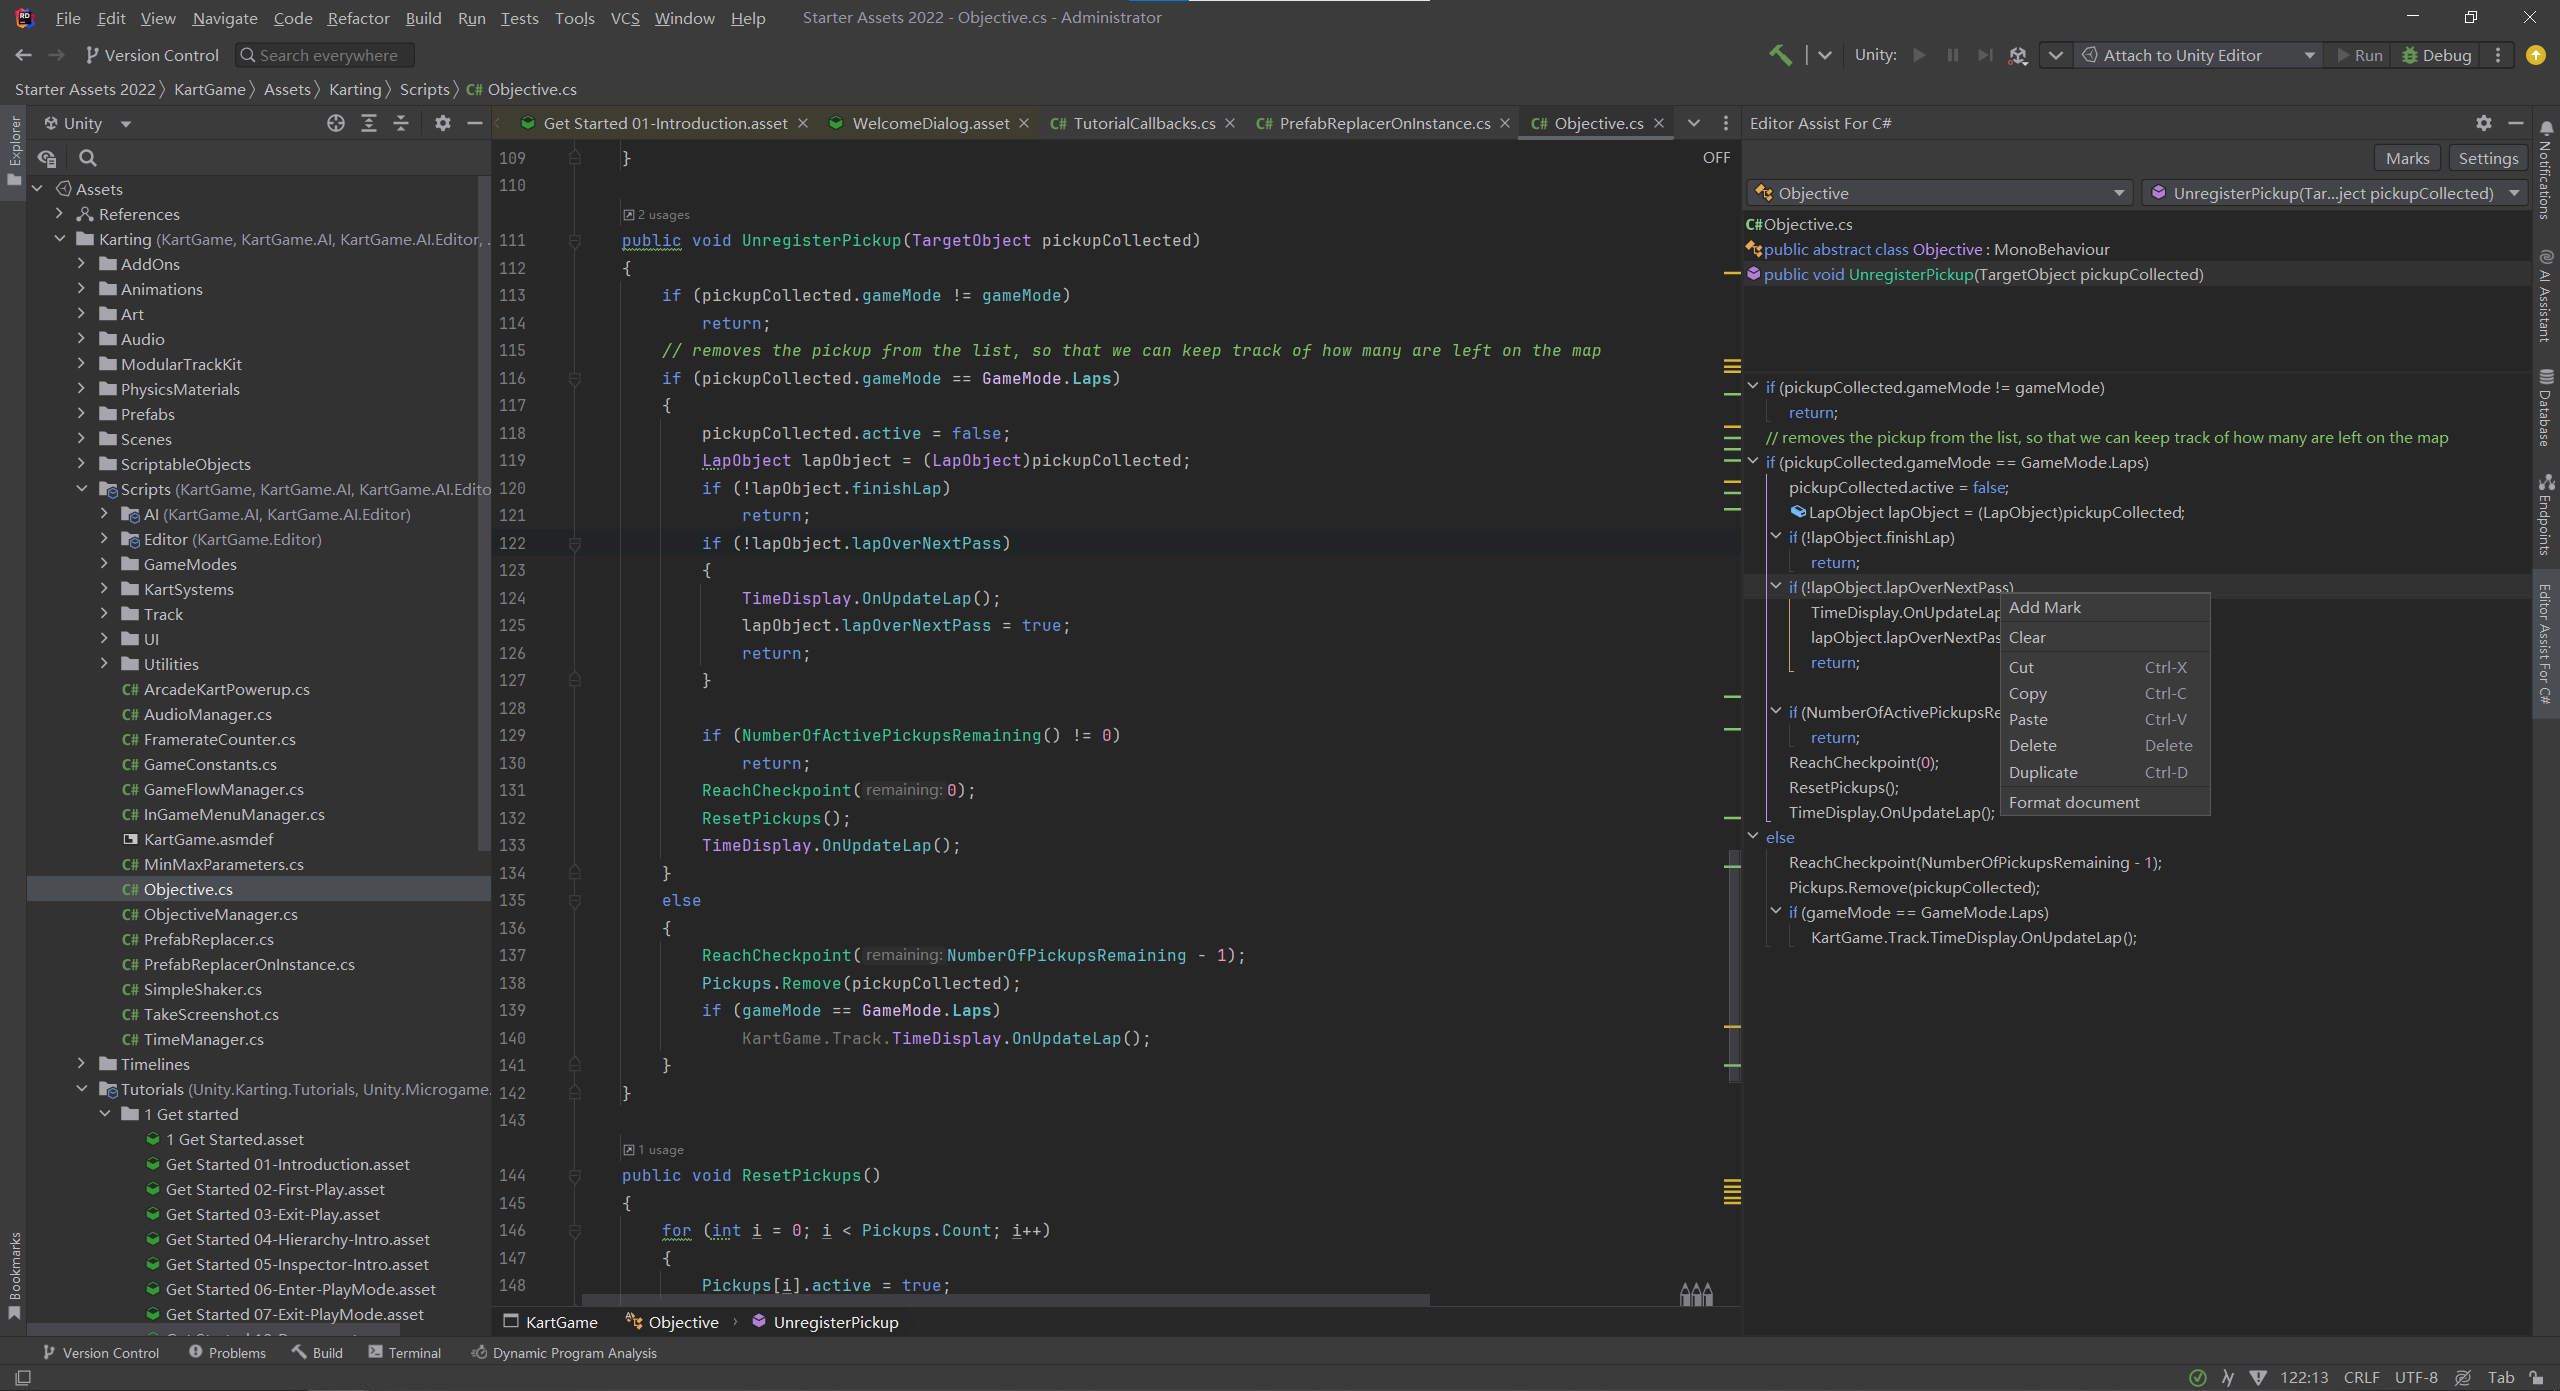 File Edit View Navigate Code Refactor Build Run Tests Tools VCS Window Help Starter Assets 2022 - Objective.cs - Administrator
Version Control Search everywhere Unity: Attach to Unity Editor Run Debug
Starter Assets 2022 KartGame Assets Karting Scripts C# Objective.cs
Explorer
Unity
Assets
References
Karting (KartGame, KartGame.AI, KartGame.AI.Editor, .
AddOns
Animations
Art
Audio
ModularTrackKit
PhysicsMaterials
Prefabs
Scenes
ScriptableObjects
Scripts (KartGame, KartGame.AI, KartGame.AI.Edito
AI (KartGame.AI, KartGame.AI.Editor)
Editor (KartGame.Editor)
GameModes
KartSystems
Track
UI
Utilities
C# ArcadeKartPowerup.cs
C# AudioManager.cs
C# FramerateCounter.cs
C# GameConstants.cs
C# GameFlowManager.cs
C# InGameMenuManager.cs
KartGame.asmdef
C# MinMaxParameters.cs
C# Objective.cs
C# ObjectiveManager.cs
C# PrefabReplacer.cs
C# PrefabReplacerOnInstance.cs
C# SimpleShaker.cs
C# TakeScreenshot.cs
C# TimeManager.cs
Timelines
Tutorials (Unity.Karting.Tutorials, Unity.Microgame.
1 Get started
1 Get Started.asset
Get Started 01-Introduction.asset
Get Started 02-First-Play.asset
Get Started 03-Exit-Play.asset
Get Started 04-Hierarchy-Intro.asset
Get Started 05-Inspector-Intro.asset
Get Started 06-Enter-PlayMode.asset
Get Started 07-Exit-PlayMode.asset
Bookmarks
Get Started 01-Introduction.asset WelcomeDialog.asset C# TutorialCallbacks.cs C# PrefabReplacerOnInstance.cs C# Objective.cs
OFF
109 }
110
2 usages
111 public void UnregisterPickup(TargetObject pickupCollected)
112 {
113 if (pickupCollected.gameMode != gameMode)
114 return;
115 // removes the pickup from the list, so that we can keep track of how many are left on the map
116 if (pickupCollected.gameMode == GameMode.Laps)
117 {
118 pickupCollected.active = false;
119 LapObject lapObject = (LapObject)pickupCollected;
120 if (!lapObject.finishLap)
121 return;
122 if (!lapObject.lapOverNextPass)
123 {
124 TimeDisplay.OnUpdateLap();
125 lapObject.lapOverNextPass = true;
126 return;
127 }
128
129 if (NumberOfActivePickupsRemaining() != 0)
130 return;
131 ReachCheckpoint(remaining:0);
132 ResetPickups();
133 TimeDisplay.OnUpdateLap();
134 }
135 else
136 {
137 ReachCheckpoint(remaining:NumberOfPickupsRemaining - 1);
138 Pickups.Remove(pickupCollected);
139 if (gameMode == GameMode.Laps)
140 KartGame.Track.TimeDisplay.OnUpdateLap();
141 }
142 }
143
1 usage
144 public void ResetPickups()
145 {
146 for (int i = 0; i < Pickups.Count; i++)
147 {
148 Pickups[i].active = true;
KartGame Objective › UnregisterPickup
Editor Assist For C#
Marks Settings
Objective UnregisterPickup(Tar...ject pickupCollected)
C# Objective.cs
public abstract class Objective : MonoBehaviour
public void UnregisterPickup(TargetObject pickupCollected)
if (pickupCollected.gameMode != gameMode)
return;
// removes the pickup from the list, so that we can keep track of how many are left on the map
if (pickupCollected.gameMode == GameMode.Laps)
pickupCollected.active = false;
LapObject lapObject = (LapObject)pickupCollected;
if (!lapObject.finishLap)
return;
if (!lapObject.lapOverNextPass)
TimeDisplay.OnUpdateLap
lapObject.lapOverNextPas
return;
if (NumberOfActivePickupsRe
return;
ReachCheckpoint(0);
ResetPickups();
TimeDisplay.OnUpdateLap();
else
ReachCheckpoint(NumberOfPickupsRemaining - 1);
Pickups.Remove(pickupCollected);
if (gameMode == GameMode.Laps)
KartGame.Track.TimeDisplay.OnUpdateLap();
Add Mark
Clear
Cut Ctrl-X
Copy Ctrl-C
Paste Ctrl-V
Delete Delete
Duplicate Ctrl-D
Format document
Notifications
AI Assistant
Database
Endpoints
Editor Assist For C#
Version Control Problems Build Terminal Dynamic Program Analysis
122:13 CRLF UTF-8 Tab